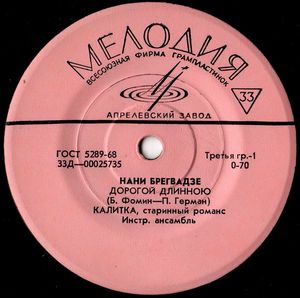 МЕЛОДИЯ
ВСЕСОЮЗНАЯ ФИРМА ГРАМПЛАСТИНОК
33
АПРЕЛЕВСКИЙ ЗАВОД
ГОСТ 5289-68
33Д—00025735
Третья гр.-1
0-70
НАНИ БРЕГВАДЗЕ
ДОРОГОЙ ДЛИННОЮ
(Б. Фомин—П. Герман)
КАЛИТКА, старинный романс
Инстр. ансамбль